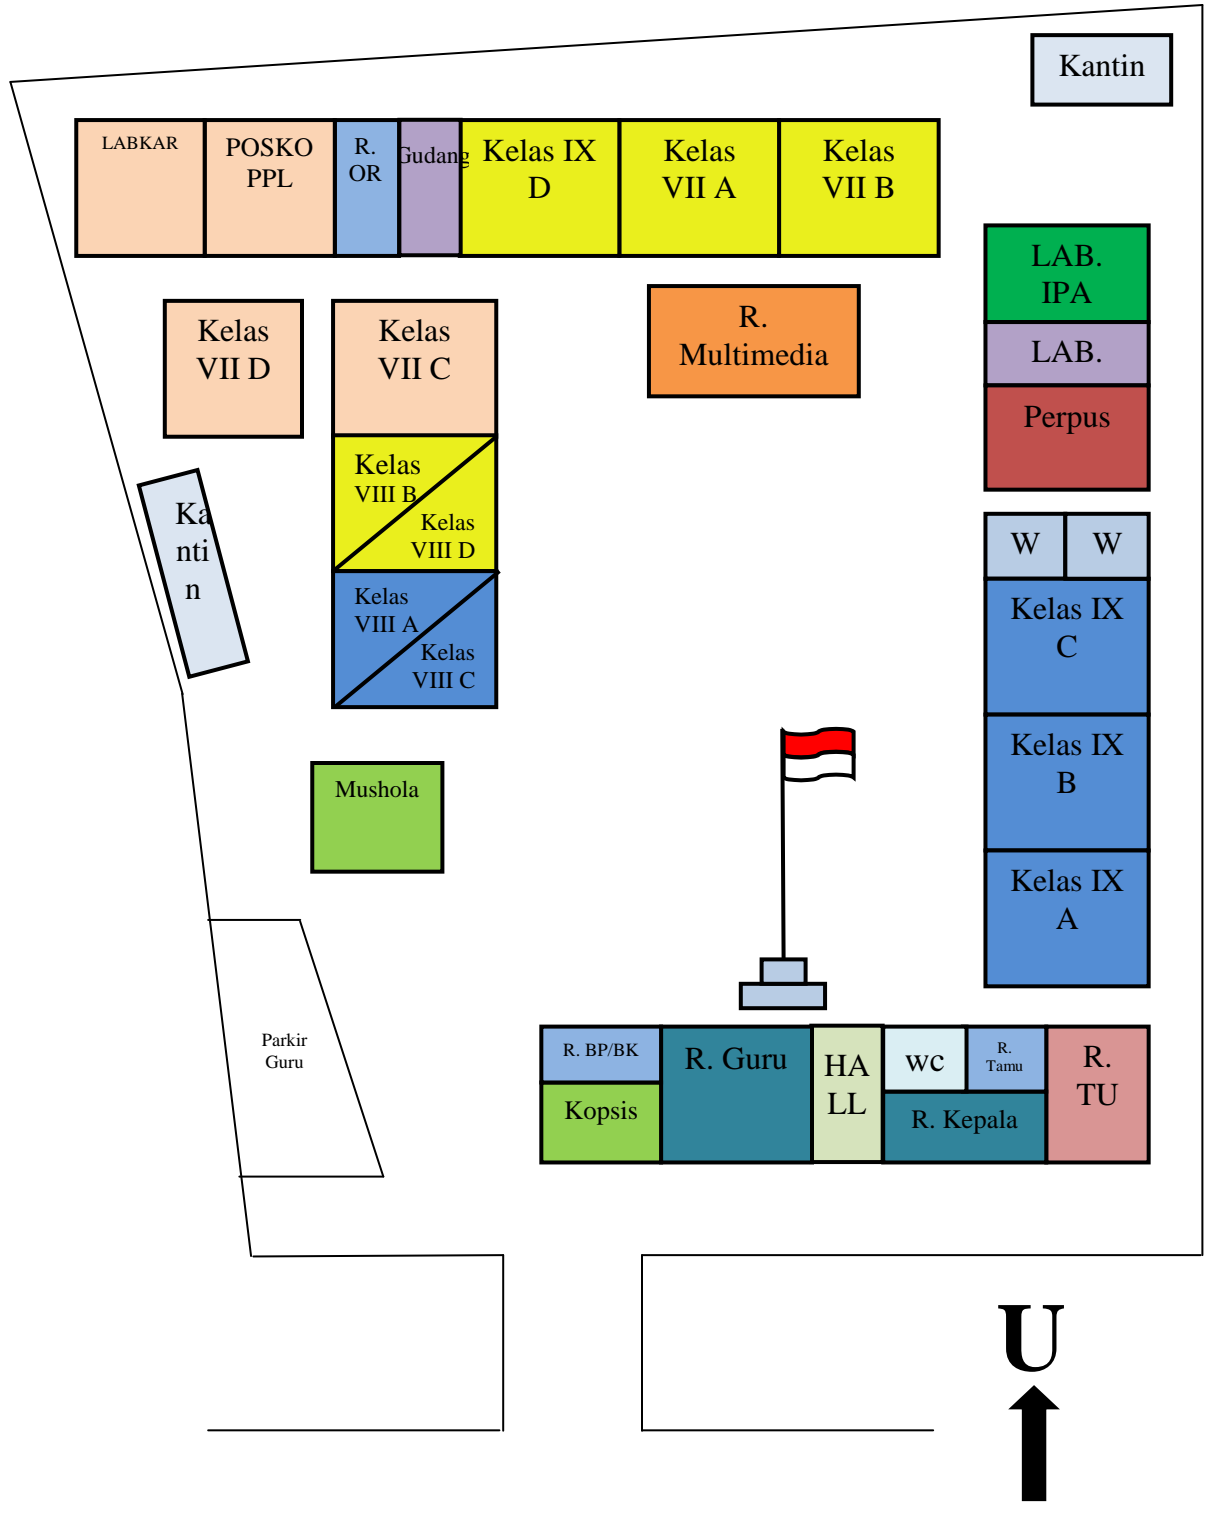 Kantin
LABKAR
POSKO
PPL
R.
OR
Gudang
Kelas IX
D
Kelas
VII A
Kelas
VII B
LAB.
IPA
LAB.
Perpus
Kelas
VII D
Kelas
VII C
R.
Multimedia
Kelas
VIII B
Kelas
VIII D
Ka
nti
n
Kelas
VIII A
Kelas
VIII C
W
W
Kelas IX
C
Kelas IX
B
Kelas IX
A
Mushola
Parkir
Guru
R. BP/BK
Kopsis
R. Guru
HA
LL
wc
R.
Tamu
R. Kepala
R.
TU
U